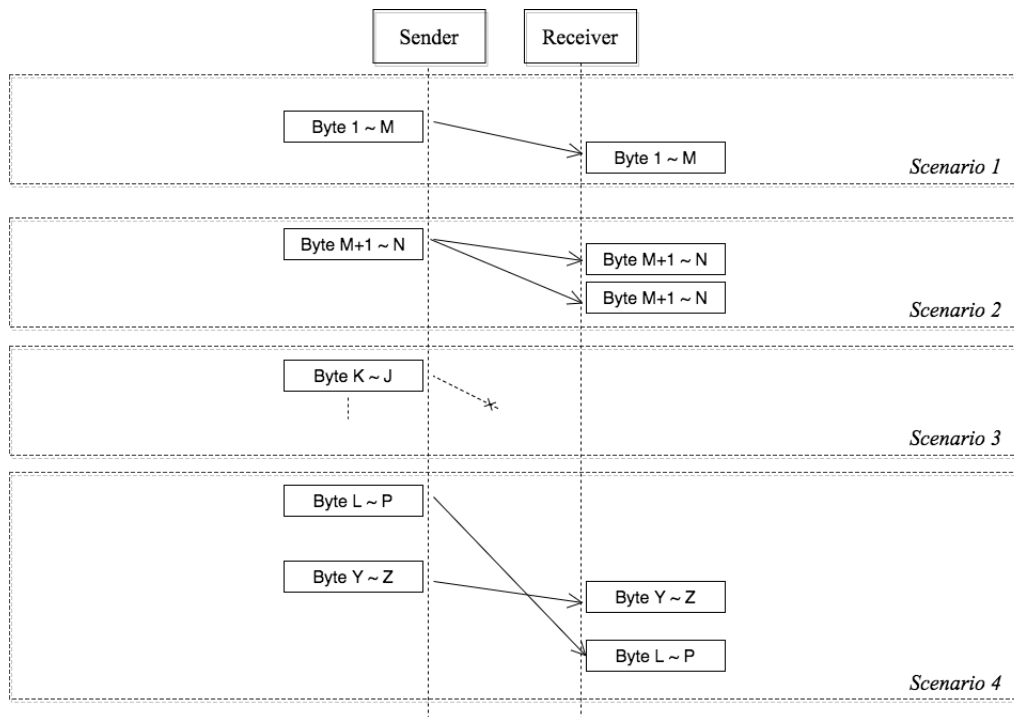 Sender
Receiver
Byte 1 ~ M
Byte 1 ~ M
Scenario 1
Byte M+1 ~ N
Byte M+1 ~ N
Byte M+1 ~ N
Scenario 2
Byte K ~ J
Scenario 3
Byte L ~ P
Byte Y ~ Z
Byte Y ~ Z
Byte L ~ P
Scenario 4